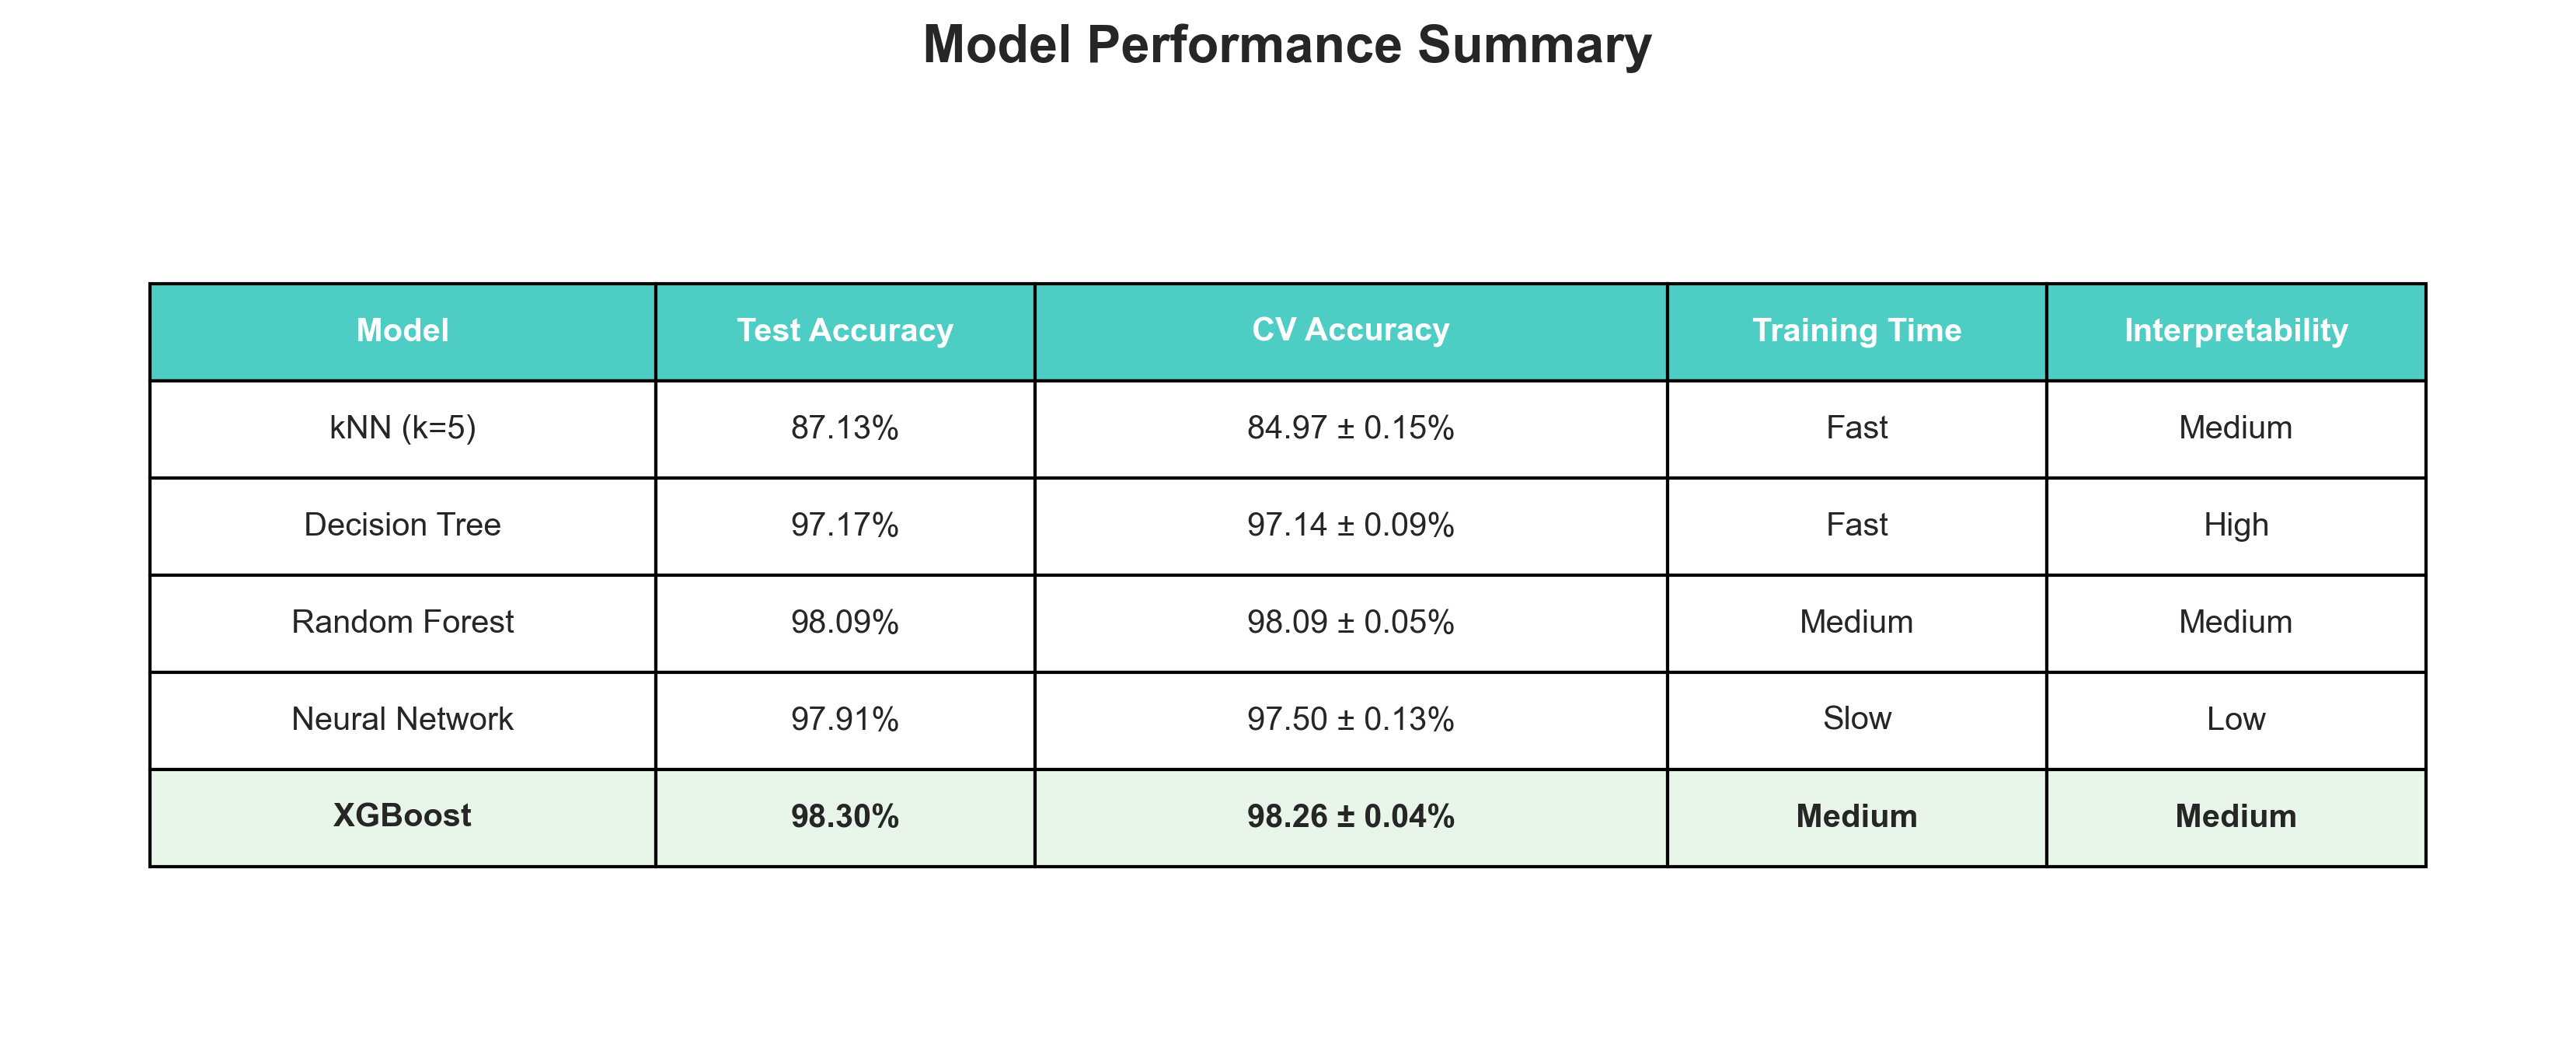 Model Performance Summary
Model Test Accuracy CV Accuracy Training Time Interpretability
kNN (k=5) 87.13% 84.97 ± 0.15% Fast Medium
Decision Tree 97.17% 97.14 ± 0.09% Fast High
Random Forest 98.09% 98.09 ± 0.05% Medium Medium
Neural Network 97.91% 97.50 ± 0.13% Slow Low
XGBoost 98.30% 98.26 ± 0.04% Medium Medium